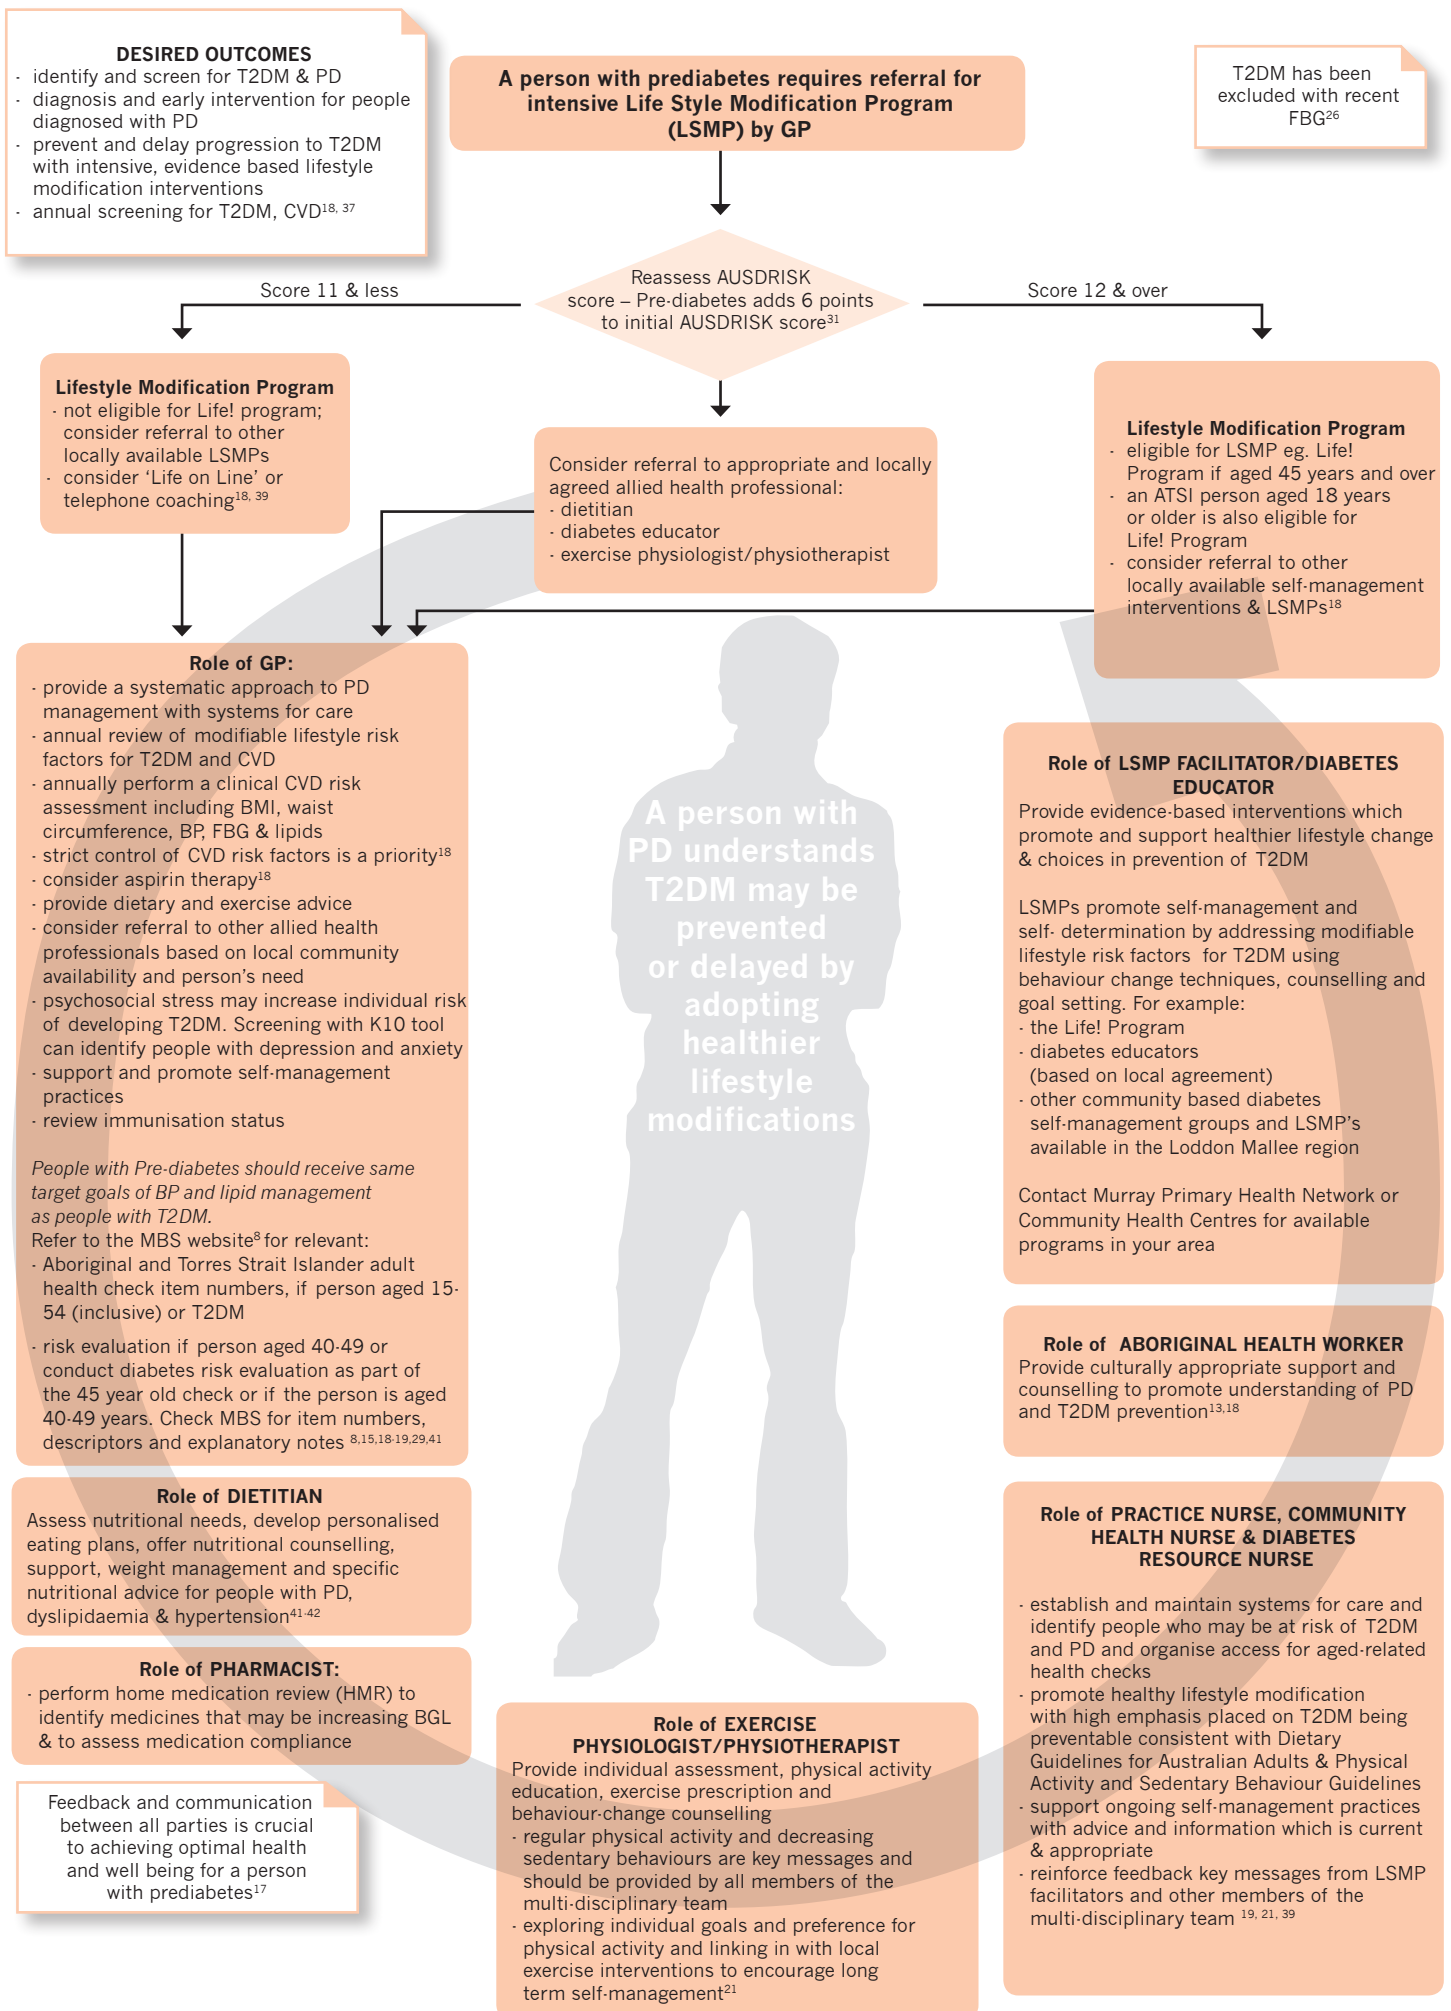 DESIRED OUTCOMES
· identify and screen for T2DM & PD
· diagnosis and early intervention for people
diagnosed with PD
· prevent and delay progression to T2DM
with intensive, evidence based lifestyle
modification interventions
· annual screening for T2DM, CVD18, 37
A person with prediabetes requires referral for
intensive Life Style Modification Program
(LSMP) by GP
T2DM has been
excluded with recent
FBG26
Reassess AUSDRISK
score – Pre-diabetes adds 6 points
to initial AUSDRISK score31
Score 11 & less
Score 12 & over
Lifestyle Modification Program
· not eligible for Life! program;
consider referral to other
locally available LSMPs
· consider ‘Life on Line’ or
telephone coaching18, 39
Consider referral to appropriate and locally
agreed allied health professional:
· dietitian
· diabetes educator
· exercise physiologist/physiotherapist
Lifestyle Modification Program
· eligible for LSMP eg. Life!
Program if aged 45 years and over
· an ATSI person aged 18 years
or older is also eligible for
Life! Program
· consider referral to other
locally available self-management
interventions & LSMPs18
Role of GP:
· provide a systematic approach to PD
management with systems for care
· annual review of modifiable lifestyle risk
factors for T2DM and CVD
· annually perform a clinical CVD risk
assessment including BMI, waist
circumference, BP, FBG & lipids
· strict control of CVD risk factors is a priority18
· consider aspirin therapy18
· provide dietary and exercise advice
· consider referral to other allied health
professionals based on local community
availability and person’s need
· psychosocial stress may increase individual risk
of developing T2DM. Screening with K10 tool
can identify people with depression and anxiety
· support and promote self-management
practices
· review immunisation status
People with Pre-diabetes should receive same
target goals of BP and lipid management
as people with T2DM.
Refer to the MBS website8 for relevant:
· Aboriginal and Torres Strait Islander adult
health check item numbers, if person aged 15-
54 (inclusive) or T2DM
· risk evaluation if person aged 40-49 or
conduct diabetes risk evaluation as part of
the 45 year old check or if the person is aged
40-49 years. Check MBS for item numbers,
descriptors and explanatory notes 8,15,18-19,29,41
A person with
PD understands
T2DM may be
prevented
or delayed by
adopting
healthier
lifestyle
modifications
Role of LSMP FACILITATOR/DIABETES
EDUCATOR
Provide evidence-based interventions which
promote and support healthier lifestyle change
& choices in prevention of T2DM
LSMPs promote self-management and
self- determination by addressing modifiable
lifestyle risk factors for T2DM using
behaviour change techniques, counselling and
goal setting. For example:
· the Life! Program
· diabetes educators
(based on local agreement)
· other community based diabetes
self-management groups and LSMP’s
available in the Loddon Mallee region
Contact Murray Primary Health Network or
Community Health Centres for available
programs in your area
Role of ABORIGINAL HEALTH WORKER
Provide culturally appropriate support and
counselling to promote understanding of PD
and T2DM prevention13,18
Role of DIETITIAN
Assess nutritional needs, develop personalised
eating plans, offer nutritional counselling,
support, weight management and specific
nutritional advice for people with PD,
dyslipidaemia & hypertension41-42
Role of PHARMACIST:
· perform home medication review (HMR) to
identify medicines that may be increasing BGL
& to assess medication compliance
Feedback and communication
between all parties is crucial
to achieving optimal health
and well being for a person
with prediabetes17
Role of EXERCISE
PHYSIOLOGIST/PHYSIOTHERAPIST
Provide individual assessment, physical activity
education, exercise prescription and
behaviour-change counselling
· regular physical activity and decreasing
sedentary behaviours are key messages and
should be provided by all members of the
multi-disciplinary team
· exploring individual goals and preference for
physical activity and linking in with local
exercise interventions to encourage long
term self-management21
Role of PRACTICE NURSE, COMMUNITY
HEALTH NURSE & DIABETES
RESOURCE NURSE
· establish and maintain systems for care and
identify people who may be at risk of T2DM
and PD and organise access for aged-related
health checks
· promote healthy lifestyle modification
with high emphasis placed on T2DM being
preventable consistent with Dietary
Guidelines for Australian Adults & Physical
Activity and Sedentary Behaviour Guidelines
· support ongoing self-management practices
with advice and information which is current
& appropriate
· reinforce feedback key messages from LSMP
facilitators and other members of the
multi-disciplinary team 19, 21, 39